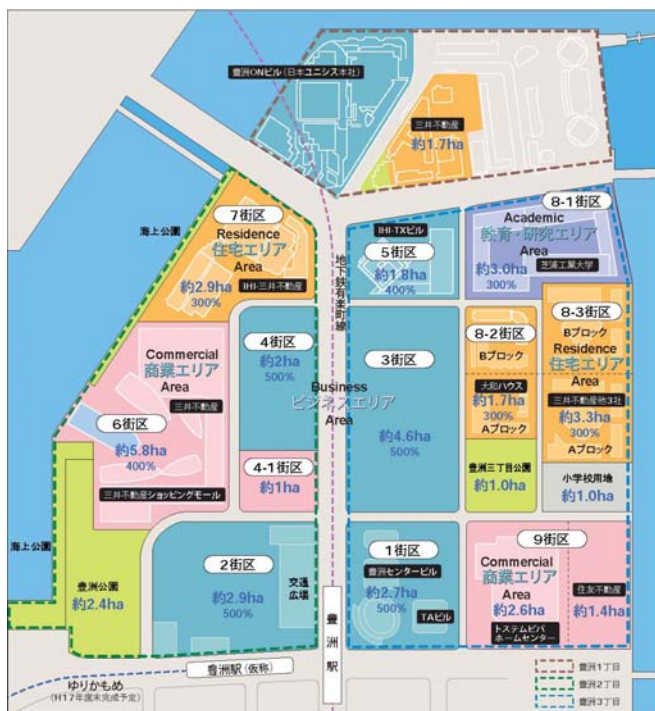 豊洲ONビル(日本ユニシス本社)
三井不動産
約1.7ha
海上公園
7街区
Residence
住宅エリア
Area
約2.9ha
300%
IHI・三井不動産
地下鉄有楽町線
IHI-TXビル
5街区
約1.8ha
400%
8-1街区
Academic
教育・研究エリア
Area
約3.0ha
300%
芝浦工業大学
Commercial
商業エリア
Area
三井不動産
6街区
約5.8ha
400%
三井不動産ショッピングモール
4街区
約2ha
500%
4-1街区
約1ha
Business
ビジネスエリア
Area
3街区
約4.6ha
500%
8-2街区
Bブロック
大和ハウス
約1.7ha
300%
Aブロック
8-3街区
Bブロック
Residence
住宅エリア
Area
三井不動産他3社
約3.3ha
300%
Aブロック
豊洲三丁目公園
約1.0ha
小学校用地
約1.0ha
海上公園
豊洲公園
約2.4ha
2街区
約2.9ha
500%
交通
広場
1街区
豊洲センタービル
約2.7ha
500%
TAビル
9街区
Commercial
商業エリア
Area
約2.6ha
トステムビバ
ホームセンター
住友不動産
約1.4ha
豊洲駅
豊洲駅(仮称)
ゆりかもめ
(H17年度末完成予定)
豊洲1丁目
豊洲2丁目
豊洲3丁目